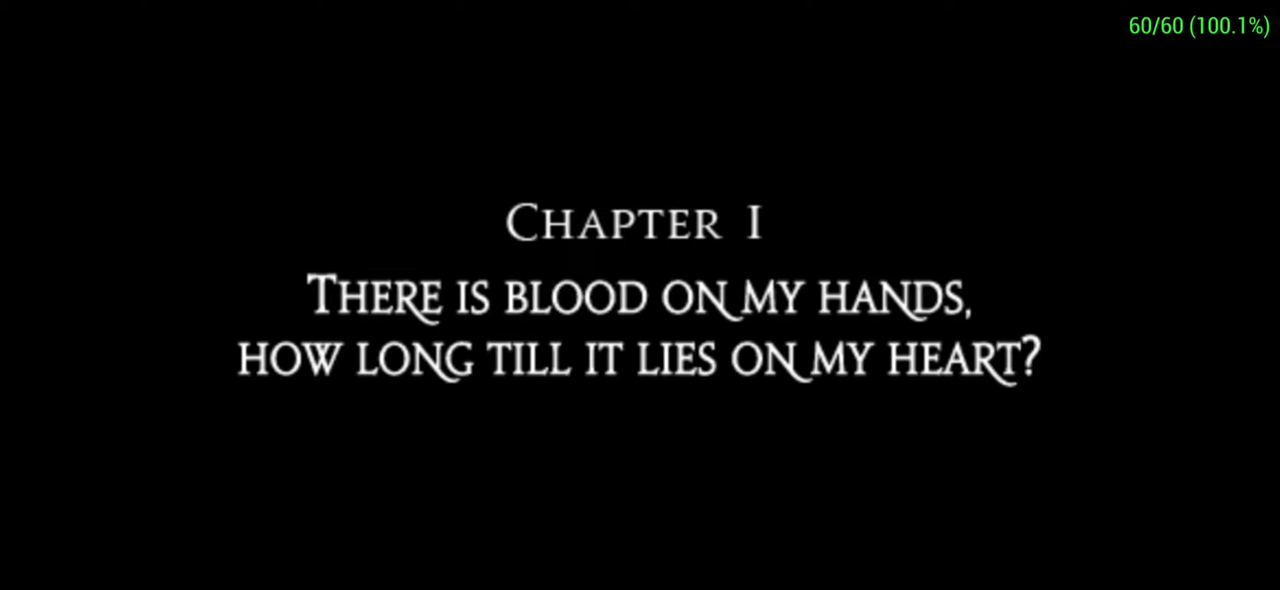 60/60 (100.1%)
Chapter I
There is blood on my hands,
how long till it lies on my heart?